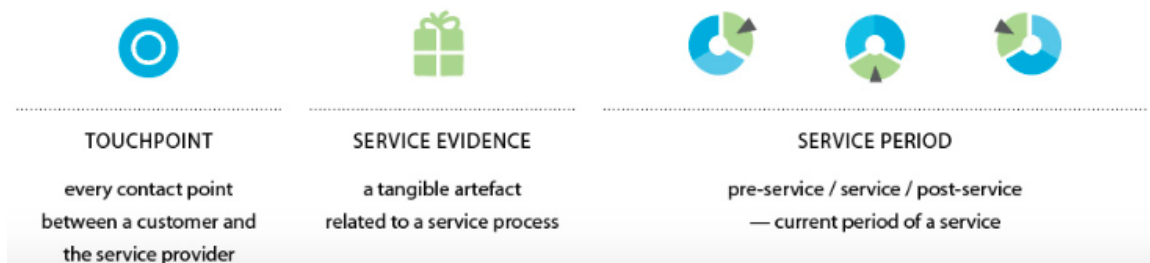 TOUCHPOINT
every contact point
between a customer and
the service provider
SERVICE EVIDENCE
a tangible artefact
related to a service process
SERVICE PERIOD
pre-service / service / post-service
— current period of a service